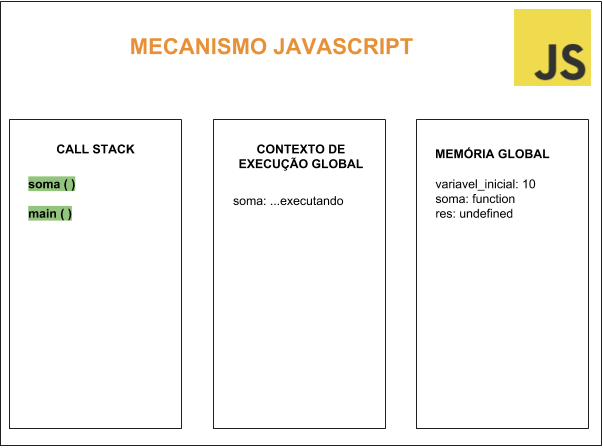 MECANISMO JAVASCRIPT
JS
CALL STACK
soma ( )
main ( )
CONTEXTO DE
EXECUÇÃO GLOBAL
soma: ...executando
MEMÓRIA GLOBAL
variavel_inicial: 10
soma: function
res: undefined